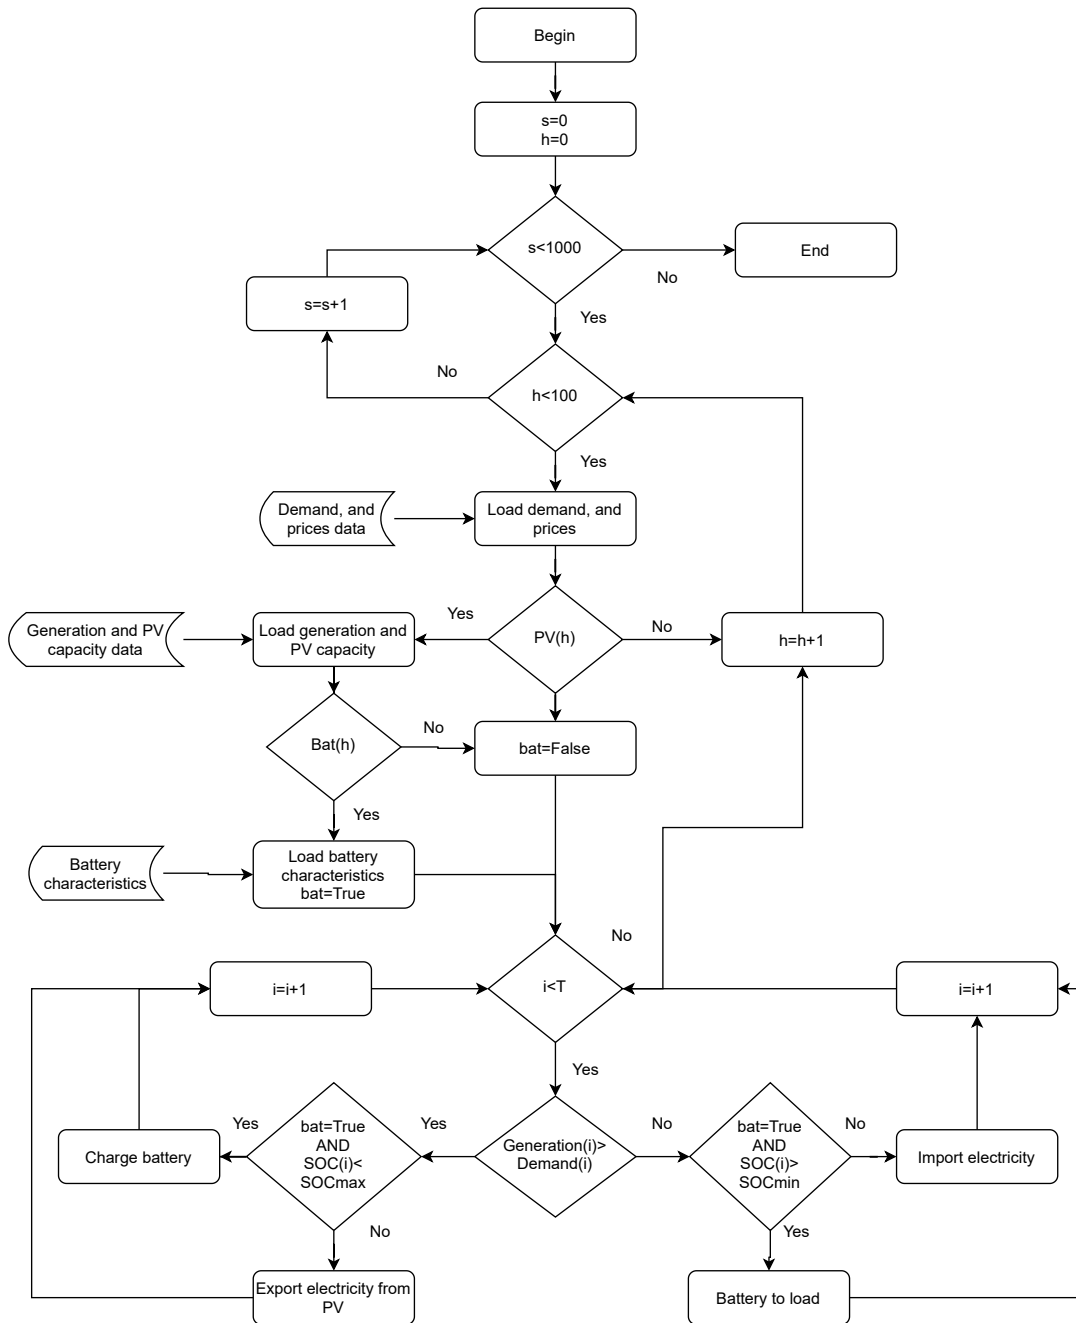 Begin
s=0
h=0
s<1000
No
End
s=s+1
Yes
No
h<100
Yes
Demand, and
prices data
Load demand, and
prices
Generation and PV
capacity data
Load generation and
PV capacity
Yes
PV(h)
No
h=h+1
Bat(h)
No
bat=False
Yes
Battery
characteristics
Load battery
characteristics
bat=True
No
i=i+1
i<T
i=i+1
Yes
Charge battery
Yes
bat=True
AND
SOC(i)<
SOCmax
Yes
Generation(i)>
Demand(i)
No
bat=True
AND
SOC(i)>
SOCmin
No
Import electricity
No
Yes
Export electricity from
PV
Battery to load